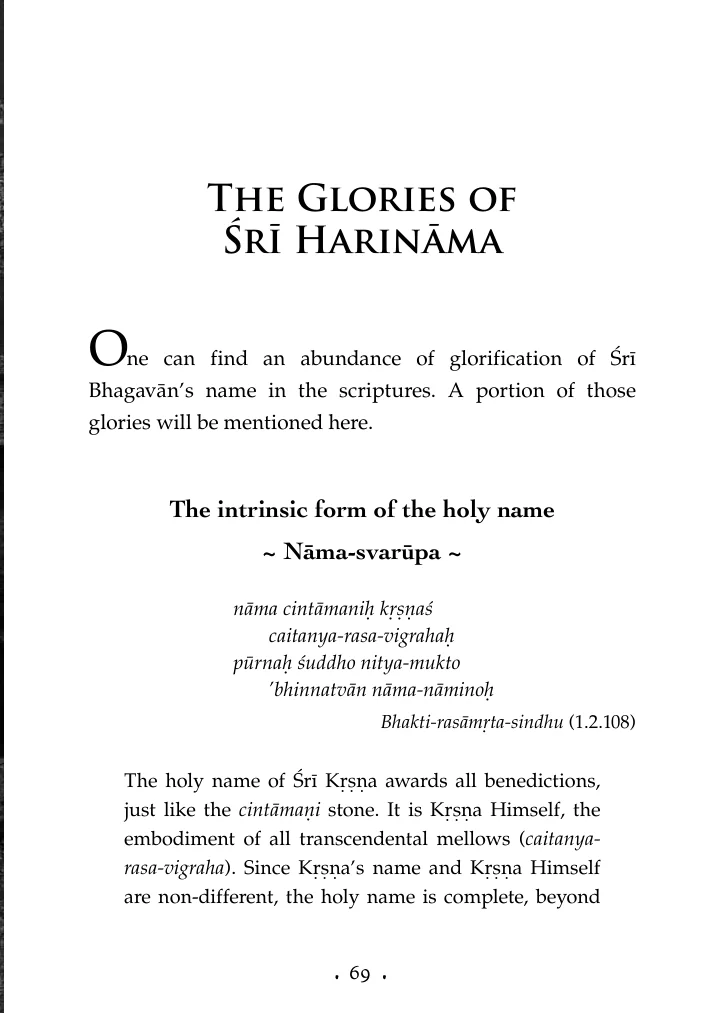 The Glories of
Śrī Harināma
One can find an abundance of glorification of Śrī
Bhagavān’s name in the scriptures. A portion of those
glories will be mentioned here.
The intrinsic form of the holy name
~ Nāma-svarūpa ~
nāma cintāmaniḥ kṛṣṇaś
caitanya-rasa-vigrahaḥ
pūrnaḥ śuddho nitya-mukto
’bhinnatvān nāma-nāminoḥ
Bhakti-rasāmṛta-sindhu (1.2.108)
The holy name of Śrī Kṛṣṇa awards all benedictions,
just like the cintāmaṇi stone. It is Kṛṣṇa Himself, the
embodiment of all transcendental mellows (caitanya-
rasa-vigraha). Since Kṛṣṇa’s name and Kṛṣṇa Himself
are non-different, the holy name is complete, beyond
· 69 ·